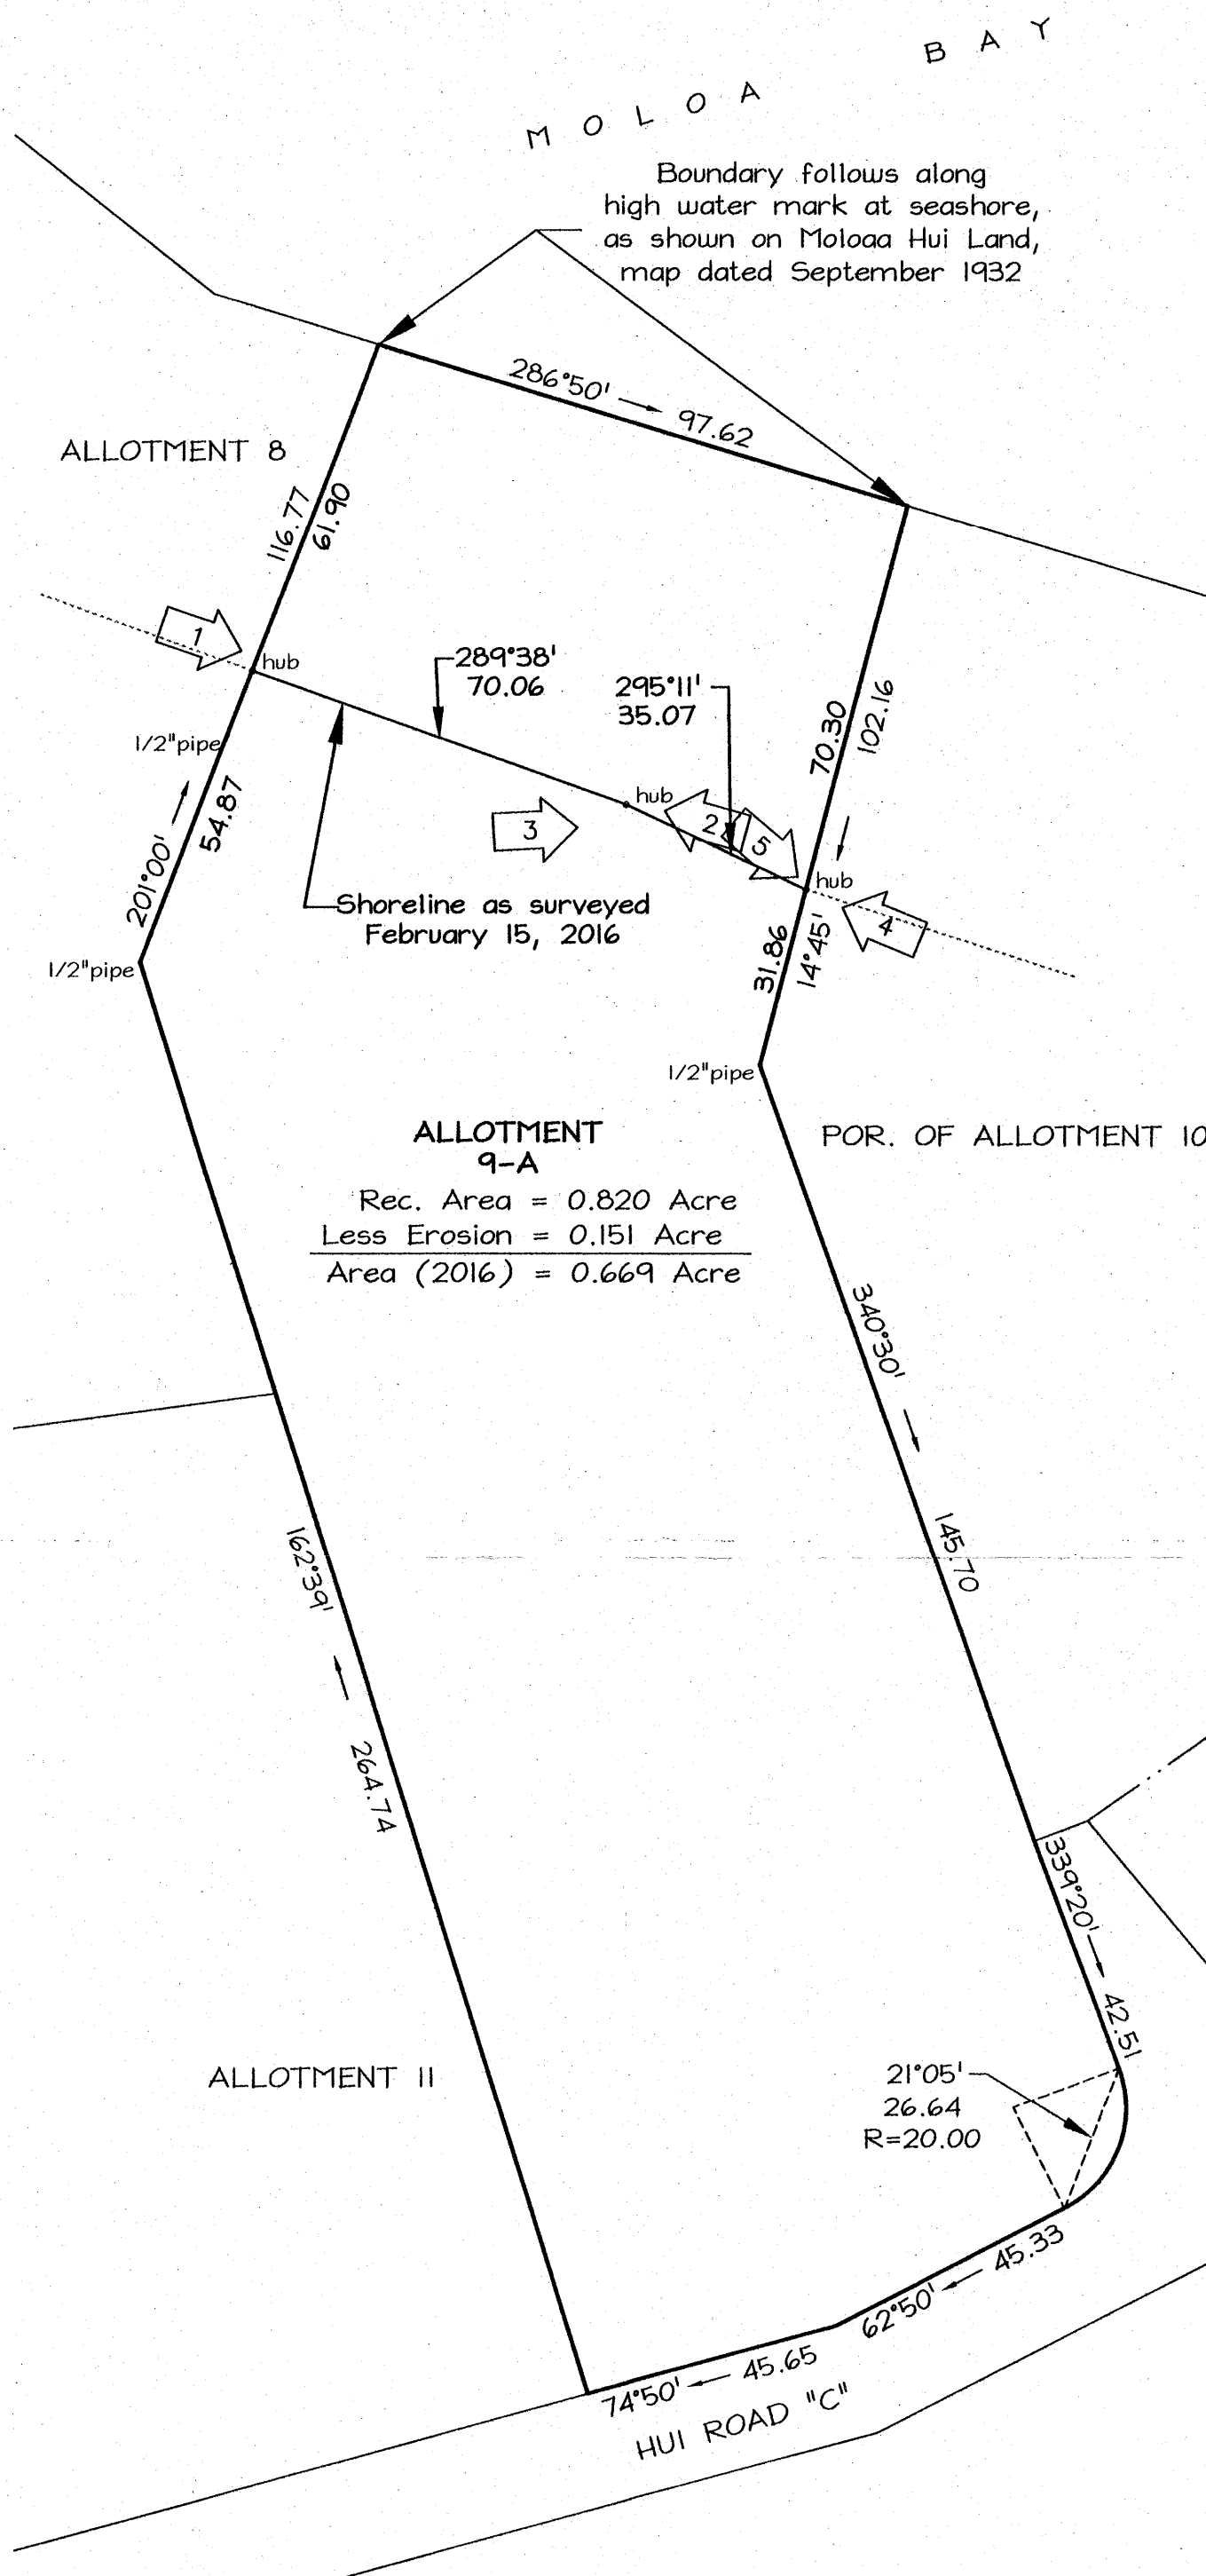 MOLOA BAY
Boundary follows along
high water mark at seashore,
as shown on Moloaa Hui Land,
map dated September 1932
286°50' 97.62
ALLOTMENT 8
116.77
61.90
1
hub
289°38'
70.06
295°11'
35.07
70.30
102.16
1/2"pipe
hub
3
2
5
hub
4
54.87
201°00'
Shoreline as surveyed
February 15, 2016
31.86
14°45'
1/2"pipe
1/2"pipe
ALLOTMENT
9-A
Rec. Area = 0.820 Acre
Less Erosion = 0.151 Acre
Area (2016) = 0.669 Acre
POR. OF ALLOTMENT 10
340°30'
145.70
162°39'
264.74
339°20'
42.51
ALLOTMENT 11
21°05'
26.64
R=20.00
62°50' 45.33
74°50' 45.65
HUI ROAD "C"